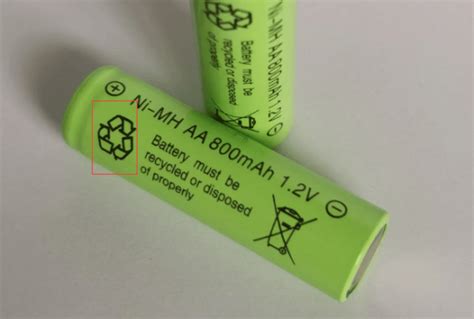 Ni-MH AA 800mAh 1.2V
Battery must be
recycled or disposed
of properly
Ni-MH AA 800mAh 1.2V
Battery must be
recycled or disposed
of properly